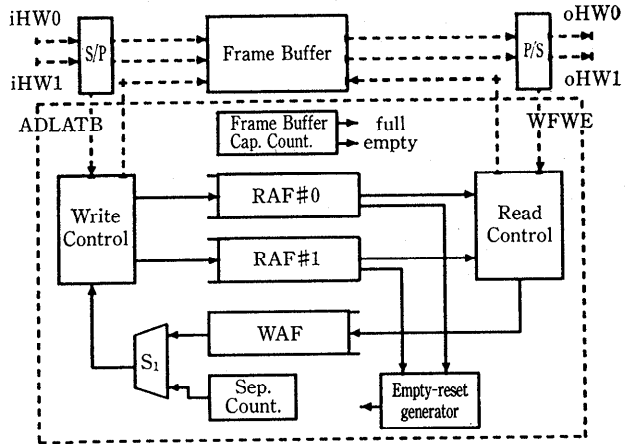 iHW0
iHW1
S/P
Frame Buffer
P/S
oHW0
oHW1
ADLATB
Frame Buffer
Cap. Count.
full
empty
WFWE
Write
Control
RAF#0
RAF#1
Read
Control
WAF
S1
Sep.
Count.
Empty-reset
generator